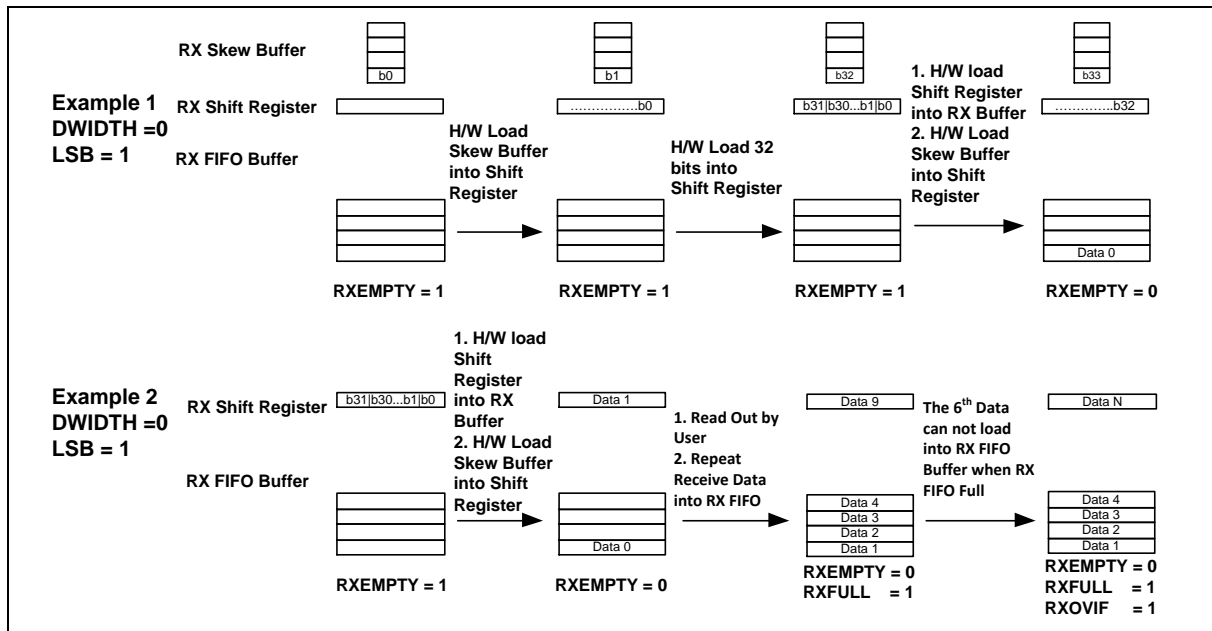 RX Skew Buffer
b0
b1
b32
b33
Example 1
DWIDTH =0
LSB = 1
RX Shift Register
................b0
b31|b30...b1|b0
..............b32
RX FIFO Buffer
H/W Load
Skew Buffer
into Shift
Register
H/W Load 32
bits into
Shift Register
1. H/W load
Shift Register
into RX Buffer
2. H/W Load
Skew Buffer
into Shift
Register
Data 0
RXEMPTY = 1
RXEMPTY = 1
RXEMPTY = 1
RXEMPTY = 0
Example 2
DWIDTH =0
LSB = 1
RX Shift Register
b31|b30...b1|b0
Data 1
Data 9
Data N
RX FIFO Buffer
1. H/W load
Shift
Register
into RX
Buffer
2. H/W Load
Skew Buffer
into Shift
Register
1. Read Out by
User
2. Repeat
Receive Data
into RX FIFO
The 6th Data
can not load
into RX FIFO
Buffer when RX
FIFO Full
Data 0
Data 4
Data 3
Data 2
Data 1
Data 4
Data 3
Data 2
Data 1
RXEMPTY = 1
RXEMPTY = 0
RXEMPTY = 0
RXFULL = 1
RXEMPTY = 0
RXFULL = 1
RXOVIF = 1